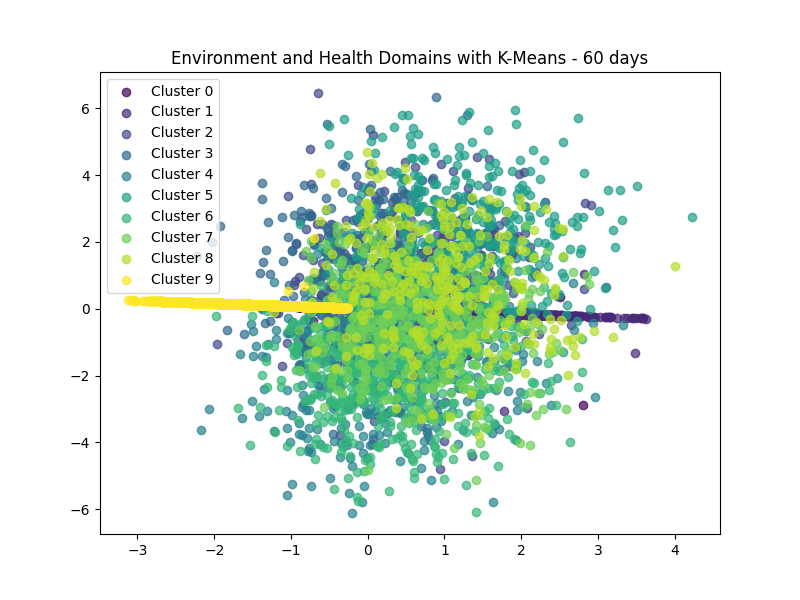 Environment and Health Domains with K-Means - 60 days
Cluster 0
Cluster 1
Cluster 2
Cluster 3
Cluster 4
Cluster 5
Cluster 6
Cluster 7
Cluster 8
Cluster 9
6
4
2
0
−2
−4
−6
−3 −2 −1 0 1 2 3 4